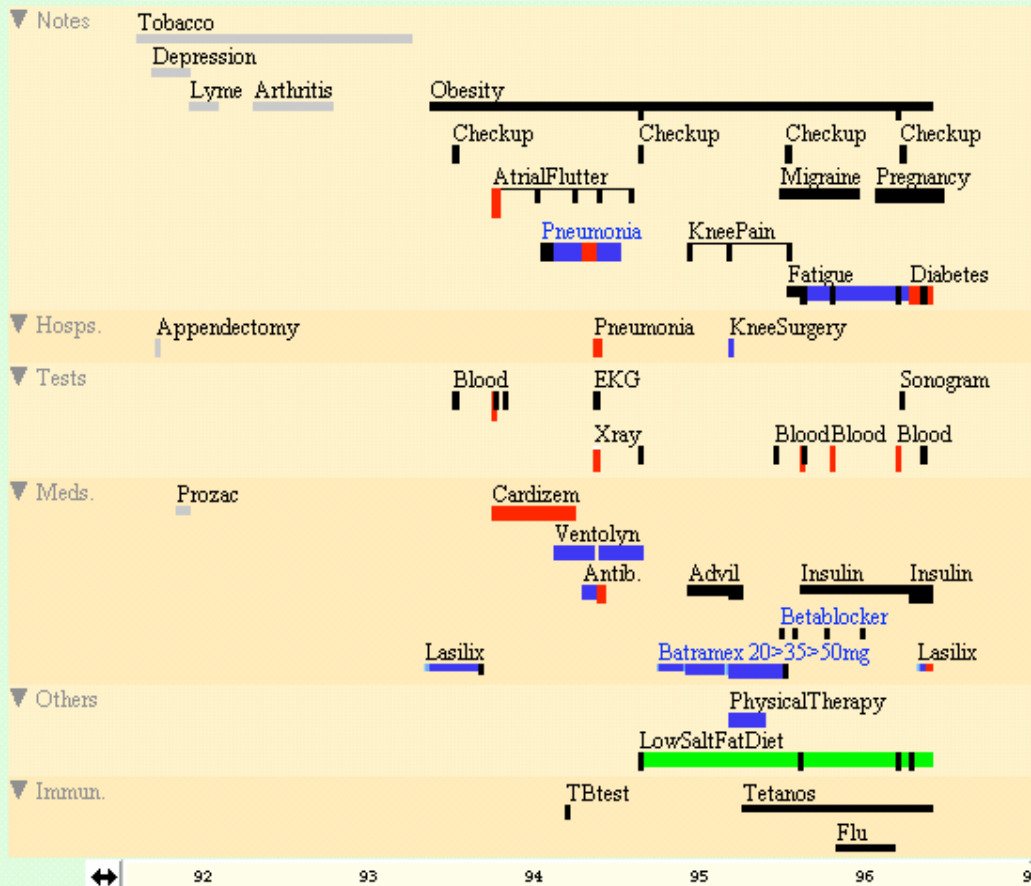 Notes
Tobacco
Depression
Lyme Arthritis Obesity
Checkup Checkup Checkup Checkup
AtrialFlutter Migraine Pregnancy
Pneumonia KneePain
Fatigue Diabetes
Hosps. Appendectomy Pneumonia KneeSurgery
Tests Blood EKG Sonogram
Xray Blood Blood Blood
Meds. Prozac Cardizem
Ventolyn
Antib. Advil Insulin Insulin
Betablocker
Lasilix Batramex 20>35>50mg Lasilix
Others PhysicalTherapy
LowSaltFatDiet
Immun. TBtest Tetanos
Flu
92 93 94 95 96